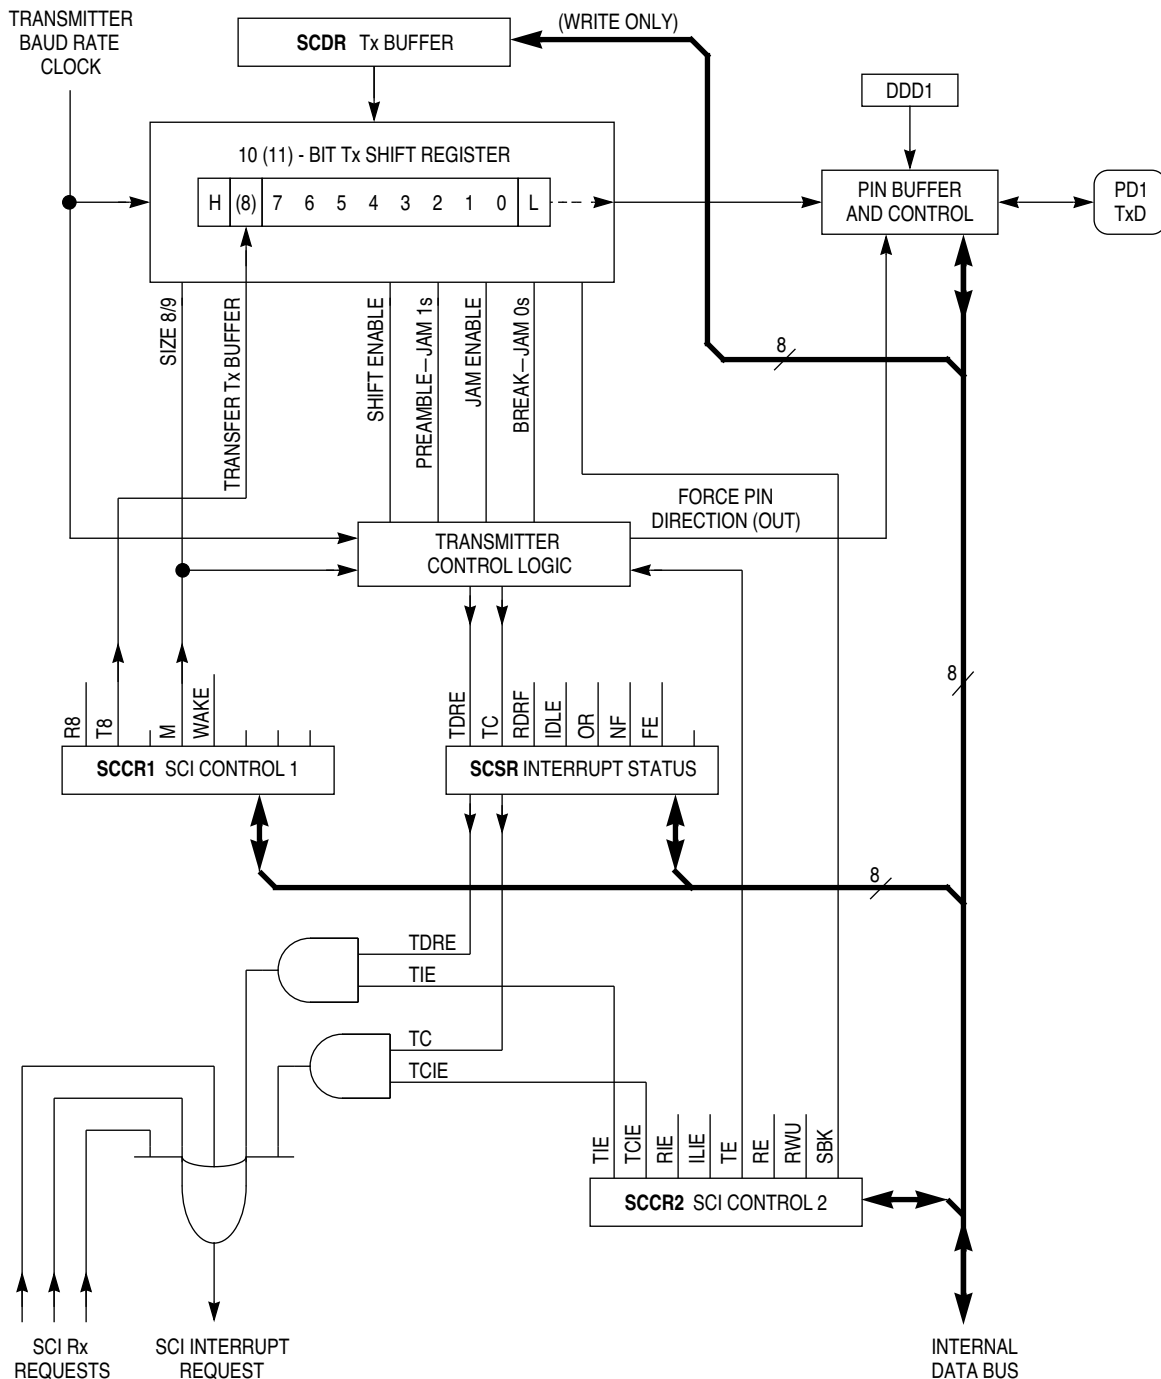 TRANSMITTER
BAUD RATE
CLOCK
SCDR Tx BUFFER
(WRITE ONLY)
DDD1
10 (11) - BIT Tx SHIFT REGISTER
H (8) 7 6 5 4 3 2 1 0 L
PIN BUFFER
AND CONTROL
PD1
TxD
SIZE 8/9
TRANSFER Tx BUFFER
SHIFT ENABLE
PREAMBLE—JAM 1s
JAM ENABLE
BREAK—JAM 0s
8
FORCE PIN
DIRECTION (OUT)
TRANSMITTER
CONTROL LOGIC
8
R8
T8
M
WAKE
TDRE
TC
RDRF
IDLE
OR
NF
FE
SCCR1 SCI CONTROL 1
SCSR INTERRUPT STATUS
8
TDRE
TIE
TC
TCIE
TIE
TCIE
RIE
ILIE
TE
RE
RWU
SBK
SCCR2 SCI CONTROL 2
SCI Rx
REQUESTS
SCI INTERRUPT
REQUEST
INTERNAL
DATA BUS